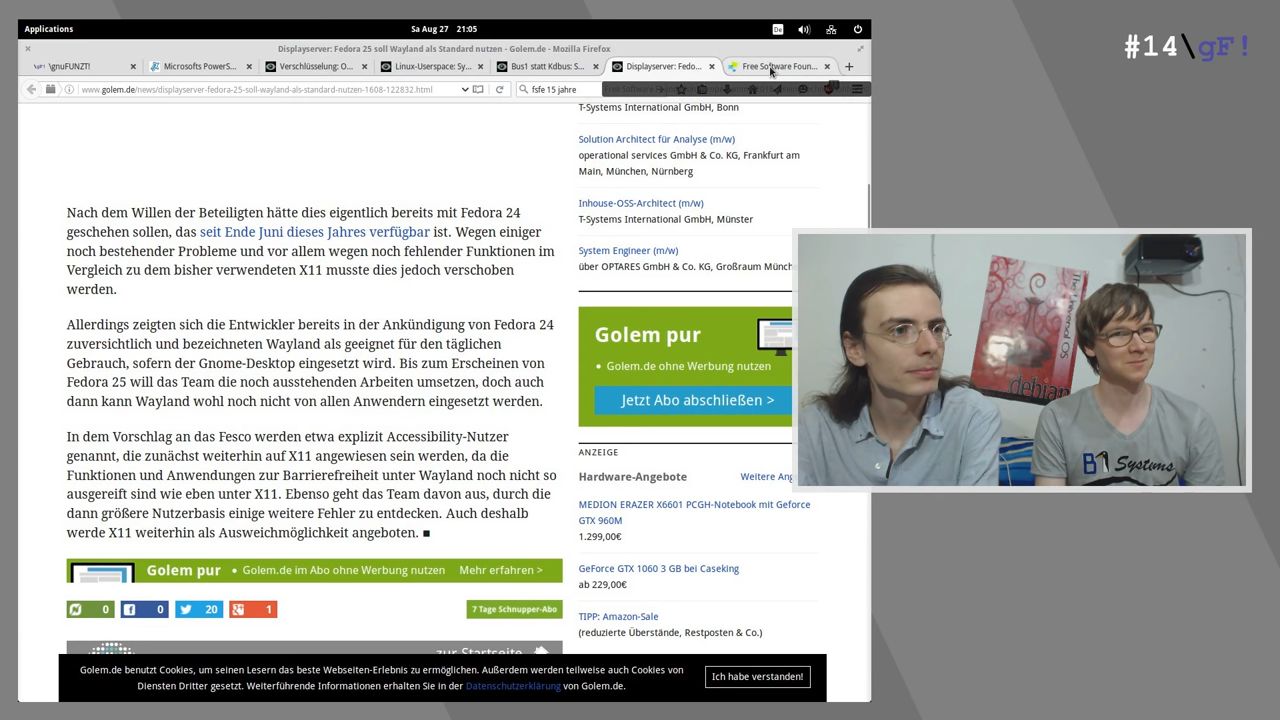 Applications
Sa Aug 27 21:05
De
Displayserver: Fedora 25 soll Wayland als Standard nutzen - Golem.de - Mozilla Firefox
\gnuFUNZT!
Microsofts PowerS...
Verschlüsselung: O...
Linux-Userspace: Sy...
Bus1 statt Kdbus: S...
Displayserver: Fedo...
Free Software Foun...
www.golem.de/news/displayserver-fedora-25-soll-wayland-als-standard-nutzen-1608-122832.html
fsfe 15 jahre
#14\gF!
Nach dem Willen der Beteiligten hätte dies eigentlich bereits mit Fedora 24
geschehen sollen, das seit Ende Juni dieses Jahres verfügbar ist. Wegen einiger
noch bestehender Probleme und vor allem wegen noch fehlender Funktionen im
Vergleich zu dem bisher verwendeten X11 musste dies jedoch verschoben
werden.
Allerdings zeigten sich die Entwickler bereits in der Ankündigung von Fedora 24
zuversichtlich und bezeichneten Wayland als geeignet für den täglichen
Gebrauch, sofern der Gnome-Desktop eingesetzt wird. Bis zum Erscheinen von
Fedora 25 will das Team die noch ausstehenden Arbeiten umsetzen, doch auch
dann kann Wayland wohl noch nicht von allen Anwendern eingesetzt werden.
In dem Vorschlag an das Fesco werden etwa explizit Accessibility-Nutzer
genannt, die zunächst weiterhin auf X11 angewiesen sein werden, da die
Funktionen und Anwendungen zur Barrierefreiheit unter Wayland noch nicht so
ausgereift sind wie eben unter X11. Ebenso geht das Team davon aus, durch die
dann größere Nutzerbasis einige weitere Fehler zu entdecken. Auch deshalb
werde X11 weiterhin als Ausweichmöglichkeit angeboten. ■
Golem pur • Golem.de im Abo ohne Werbung nutzen Mehr erfahren >
0
0
20
1
7 Tage Schnupper-Abo
zur Startseite
T-Systems International GmbH, Bonn
Solution Architect für Analyse (m/w)
operational services GmbH & Co. KG, Frankfurt am
Main, München, Nürnberg
Inhouse-OSS-Architect (m/w)
T-Systems International GmbH, Münster
System Engineer (m/w)
über OPTARES GmbH & Co. KG, Großraum Münch
Golem pur
• Golem.de ohne Werbung nutzen
Jetzt Abo abschließen >
ANZEIGE
Hardware-Angebote
Weitere Ang
MEDION ERAZER X6601 PCGH-Notebook mit Geforce
GTX 960M
1.299,00€
GeForce GTX 1060 3 GB bei Caseking
ab 229,00€
TIPP: Amazon-Sale
(reduzierte Überstände, Restposten & Co.)
Golem.de benutzt Cookies, um seinen Lesern das beste Webseiten-Erlebnis zu ermöglichen. Außerdem werden teilweise auch Cookies von
Diensten Dritter gesetzt. Weiterführende Informationen erhalten Sie in der Datenschutzerklärung von Golem.de.
Ich habe verstanden!
debian
B1 Systems